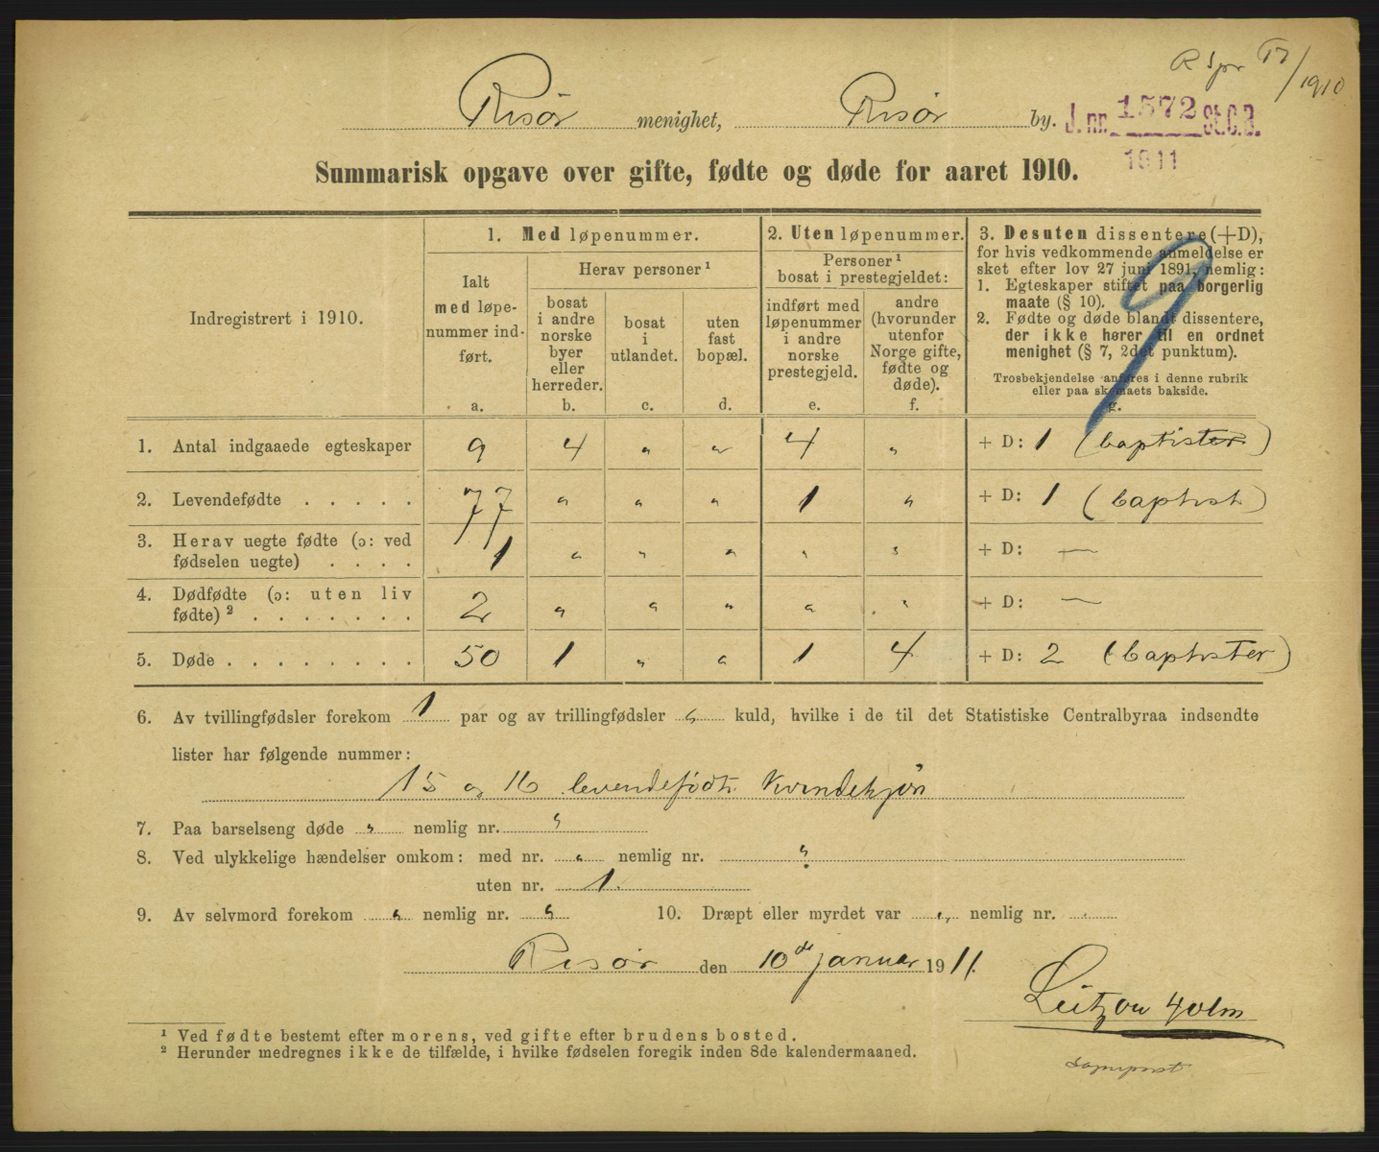 R Spr 17/1910
Risør menighet, Risør by. J. nr. 1572 St.C.B.
1911
Summarisk opgave over gifte, fødte og døde for aaret 1910.
Indregistrert i 1910.
1. Med løpenummer.
Ialt
med løpe-
nummer ind-
ført.
a.
Herav personer ¹
bosat
i andre
norske
byer
eller
herreder.
b.
bosat
i
utlandet.
c.
uten
fast
bopæl.
d.
2. Uten løpenummer.
Personer ¹
bosat i prestegjeldet:
indført med
løpenummer
i andre
norske
prestegjeld.
e.
andre
(hvorunder
utenfor
Norge gifte,
fødte og
døde).
f.
3. Desuten dissentere (+D),
for hvis vedkommende anmeldelse er
sket efter lov 27 juni 1891, nemlig:
1. Egteskaper stiftet paa borgerlig
maate (§ 10).
2. Fødte og døde blandt dissentere,
der ikke hører til en ordnet
menighet (§ 7, 2det punktum).
Trosbekjendelse anføres i denne rubrik
eller paa skemaets bakside.
g.
9
1. Antal indgaaede egteskaper 9 4 „ „ 4 „ + D: 1 (baptister)
2. Levendefødte . . . . . 77 „ „ „ 1 „ + D: 1 (baptist)
3. Herav uegte fødte (ɔ: ved
fødselen uegte) . . . . 1 „ „ „ „ „ + D: —
4. Dødfødte (ɔ: uten liv
fødte) ² . . . . . . . 2 „ „ „ „ „ + D: —
5. Døde . . . . . . . . . 50 1 „ „ 1 4 + D: 2 (baptister)
6. Av tvillingfødsler forekom 1 par og av trillingfødsler „ kuld, hvilke i de til det Statistiske Centralbyraa indsendte
lister har følgende nummer:
15 og 16 levendefødte Kvindekjøn
7. Paa barselseng døde „ nemlig nr. „
8. Ved ulykkelige hændelser omkom: med nr. „ nemlig nr. „
uten nr. 1.
9. Av selvmord forekom „ nemlig nr. „ 10. Dræpt eller myrdet var „ nemlig nr. „
Risør den 10de januar 1911.
Leitzou Holm
Sogneprest
¹ Ved fødte bestemt efter morens, ved gifte efter brudens bosted.
² Herunder medregnes ikke de tilfælde, i hvilke fødselen foregik inden 8de kalendermaaned.